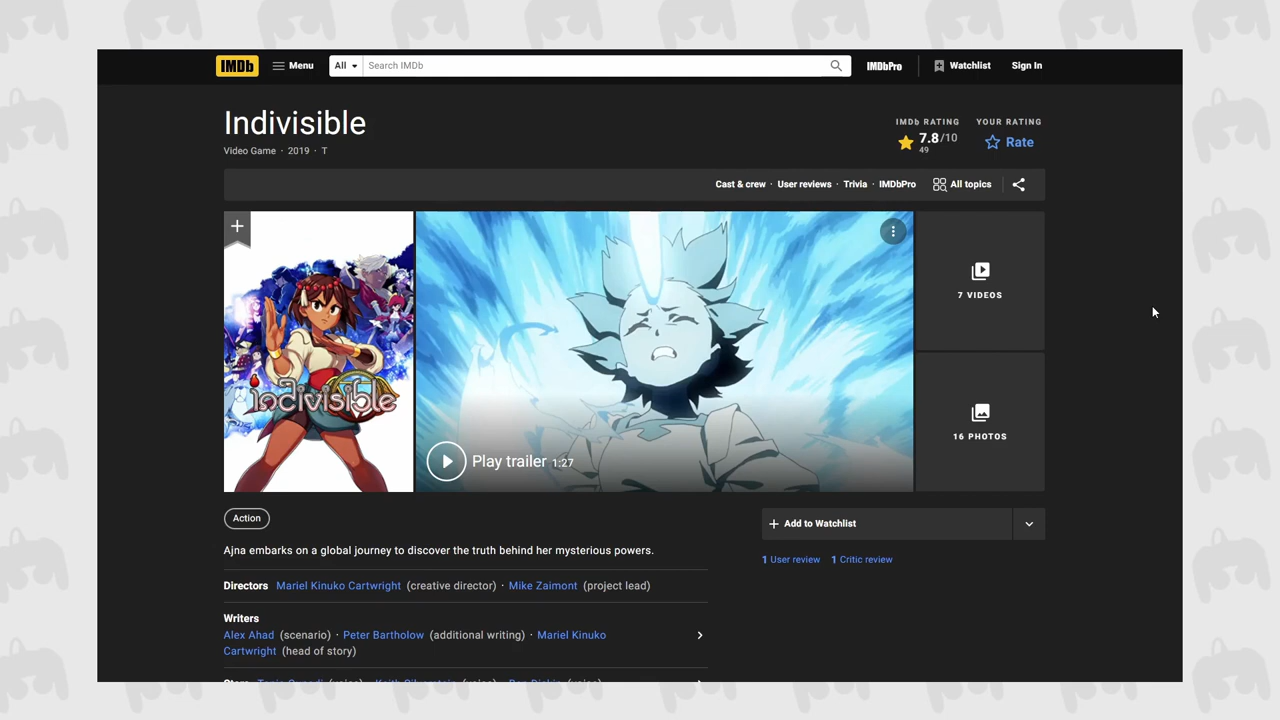 IMDb Menu All Search IMDb IMDbPro Watchlist Sign In
Indivisible
Video Game · 2019 · T
IMDb RATING
7.8/10
49
YOUR RATING
Rate
Cast & crew · User reviews · Trivia · IMDbPro All topics
indivisible
Play trailer 1:27
7 VIDEOS
16 PHOTOS
Action
Ajna embarks on a global journey to discover the truth behind her mysterious powers.
Directors Mariel Kinuko Cartwright (creative director) · Mike Zaimont (project lead)
Writers
Alex Ahad (scenario) · Peter Bartholow (additional writing) · Mariel Kinuko
Cartwright (head of story)
Add to Watchlist
1 User review 1 Critic review